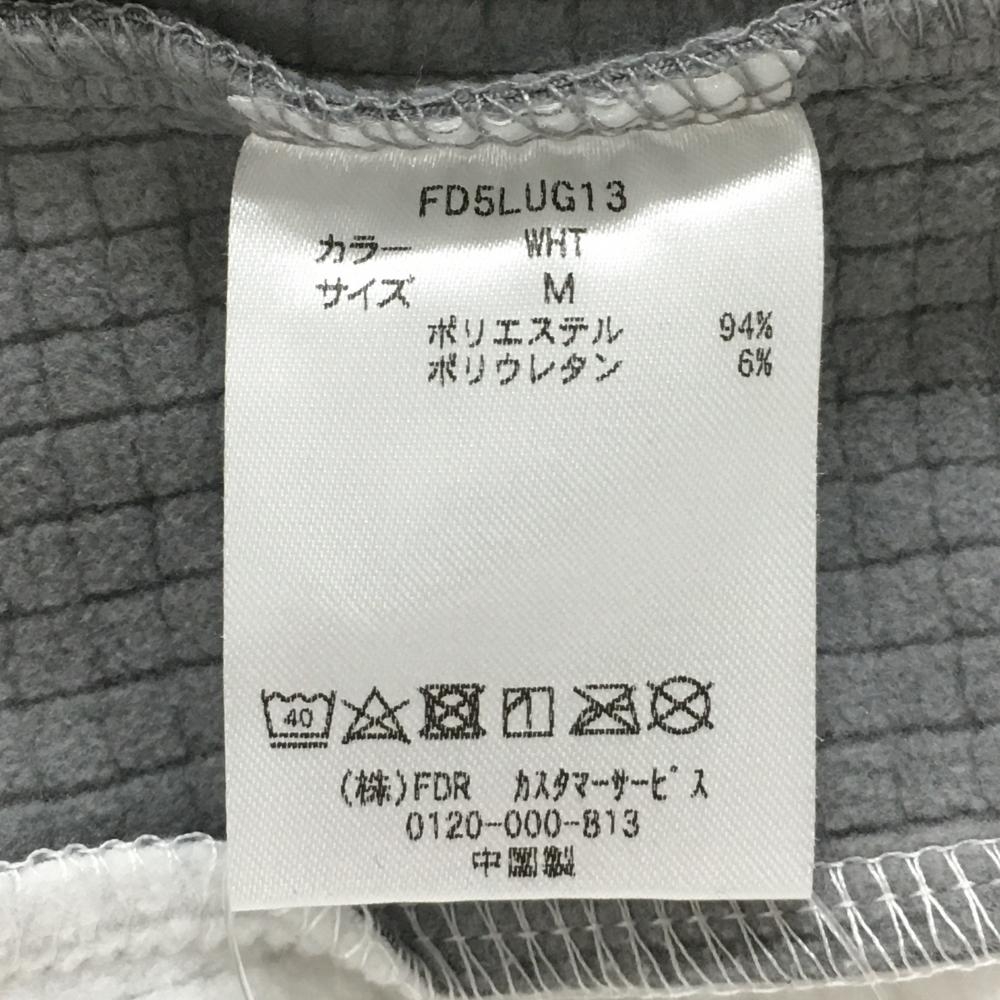 FD5LUG13
カラー WHT
サイズ M
ポリエステル 94%
ポリウレタン 6%
40
(株)FDR カスタマーサービス
0120-000-813
中国製